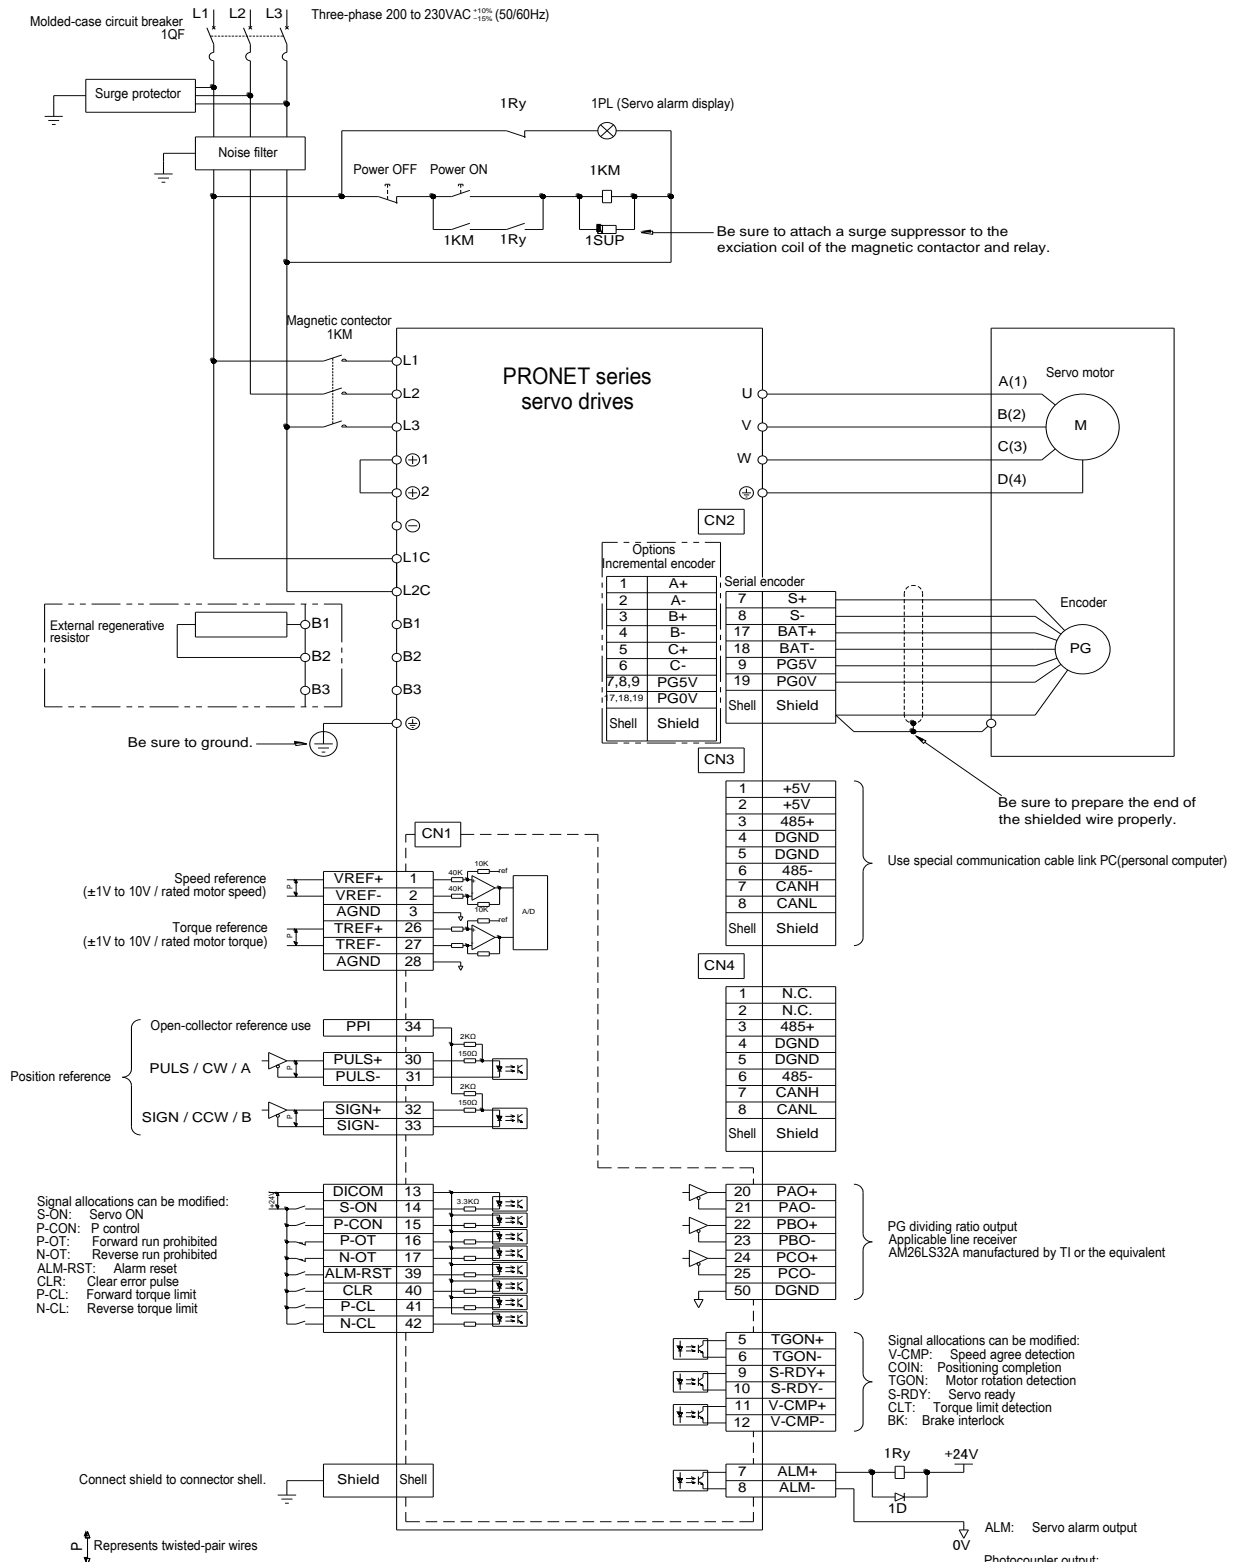 L1 L2 L3 Three-phase 200 to 230VAC +10% -15% (50/60Hz)
Molded-case circuit breaker
1QF
Surge protector
1Ry 1PL (Servo alarm display)
Noise filter
Power OFF Power ON 1KM
1KM 1Ry 1SUP
Be sure to attach a surge suppressor to the
exciation coil of the magnetic contactor and relay.
Magnetic contector
1KM
PRONET series
servo drives
L1
L2
L3
⊕1
⊕2
⊖
L1C
L2C
B1
B2
B3
External regenerative
resistor
B1
B2
B3
Be sure to ground.
U
V
W
A(1)
B(2)
C(3)
D(4)
Servo motor
M
CN2
Options
Incremental encoder
1 A+
2 A-
3 B+
4 B-
5 C+
6 C-
7,8,9 PG5V
17,18,19 PG0V
Shell Shield
Serial encoder
7 S+
8 S-
17 BAT+
18 BAT-
9 PG5V
19 PG0V
Shell Shield
Encoder
PG
Be sure to prepare the end of
the shielded wire properly.
CN3
1 +5V
2 +5V
3 485+
4 DGND
5 DGND
6 485-
7 CANH
8 CANL
Shell Shield
Use special communication cable link PC(personal computer)
CN4
1 N.C.
2 N.C.
3 485+
4 DGND
5 DGND
6 485-
7 CANH
8 CANL
Shell Shield
CN1
Speed reference
(±1V to 10V / rated motor speed)
Torque reference
(±1V to 10V / rated motor torque)
P
P
VREF+ 1
VREF- 2
AGND 3
TREF+ 26
TREF- 27
AGND 28
40K 10K ref
40K
10K ref
A/D
Position reference
Open-collector reference use
PULS / CW / A
SIGN / CCW / B
P
P
PPI 34
PULS+ 30
PULS- 31
SIGN+ 32
SIGN- 33
2KΩ
150Ω
2KΩ
150Ω
Signal allocations can be modified:
S-ON: Servo ON
P-CON: P control
P-OT: Forward run prohibited
N-OT: Reverse run prohibited
ALM-RST: Alarm reset
CLR: Clear error pulse
P-CL: Forward torque limit
N-CL: Reverse torque limit
+24V
DICOM 13
S-ON 14
P-CON 15
P-OT 16
N-OT 17
ALM-RST 39
CLR 40
P-CL 41
N-CL 42
3.3KΩ
20 PAO+
21 PAO-
22 PBO+
23 PBO-
24 PCO+
25 PCO-
50 DGND
PG dividing ratio output
Applicable line receiver
AM26LS32A manufactured by TI or the equivalent
5 TGON+
6 TGON-
9 S-RDY+
10 S-RDY-
11 V-CMP+
12 V-CMP-
Signal allocations can be modified:
V-CMP: Speed agree detection
COIN: Positioning completion
TGON: Motor rotation detection
S-RDY: Servo ready
CLT: Torque limit detection
BK: Brake interlock
Connect shield to connector shell.
Shield Shell
7 ALM+
8 ALM-
1Ry +24V
1D
0V
ALM: Servo alarm output
P Represents twisted-pair wires
Photocoupler output: